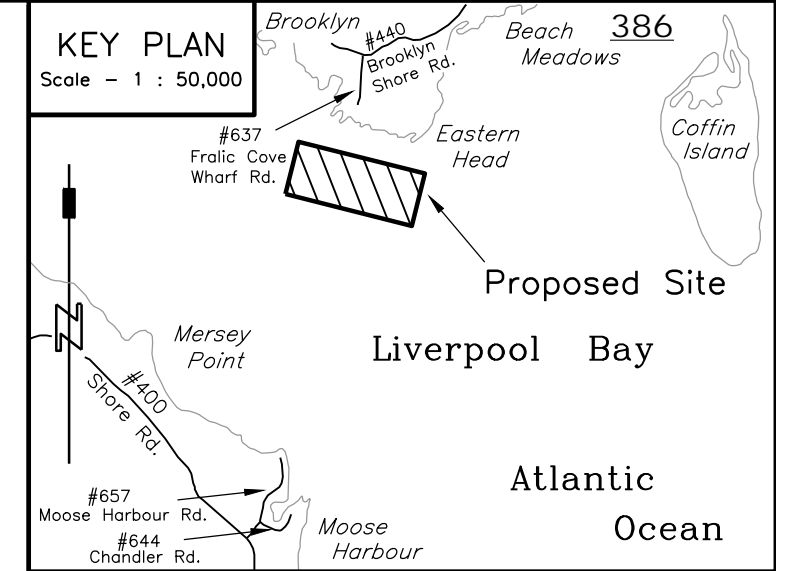 KEY PLAN
Scale - 1 : 50,000
Brooklyn
#440
Brooklyn
Shore Rd.
Beach
Meadows
386
#637
Fralic Cove
Wharf Rd.
Eastern
Head
Coffin
Island
Proposed Site
Mersey
Point
Liverpool Bay
#400
Shore Rd.
Atlantic
Ocean
#657
Moose Harbour Rd.
#644
Chandler Rd.
Moose
Harbour
N